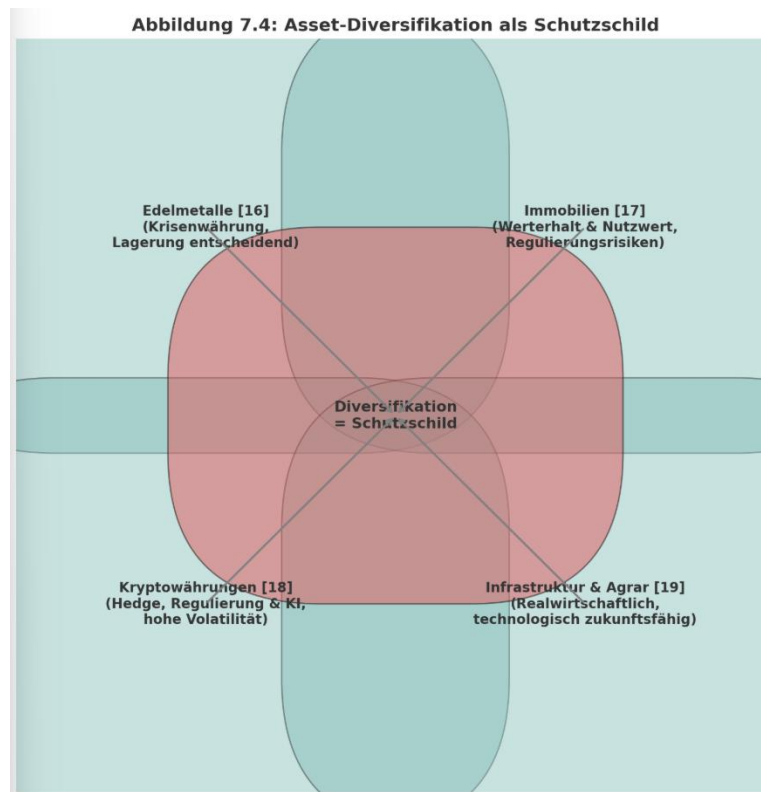 Abbildung 7.4: Asset-Diversifikation als Schutzschild
Edelmetalle [16]
(Krisenwährung,
Lagerung entscheidend)
Immobilien [17]
(Werterhalt & Nutzwert,
Regulierungsrisiken)
Diversifikation
= Schutzschild
Kryptowährungen [18]
(Hedge, Regulierung & KI,
hohe Volatilität)
Infrastruktur & Agrar [19]
(Realwirtschaftlich,
technologisch zukunftsfähig)